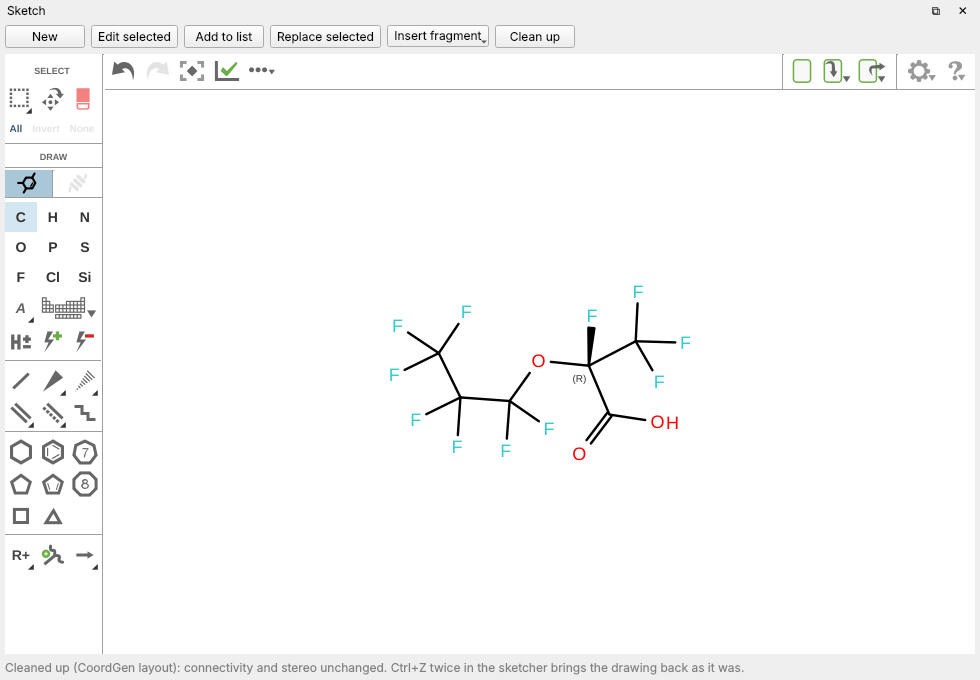 Sketch
New Edit selected Add to list Replace selected Insert fragment Clean up
SELECT
All Invert None
DRAW
C H N
O P S
F Cl Si
A
H±
7
8
R+
F
F F
F F
O F
(R)
F F
F OH
F
F F O
Cleaned up (CoordGen layout): connectivity and stereo unchanged. Ctrl+Z twice in the sketcher brings the drawing back as it was.